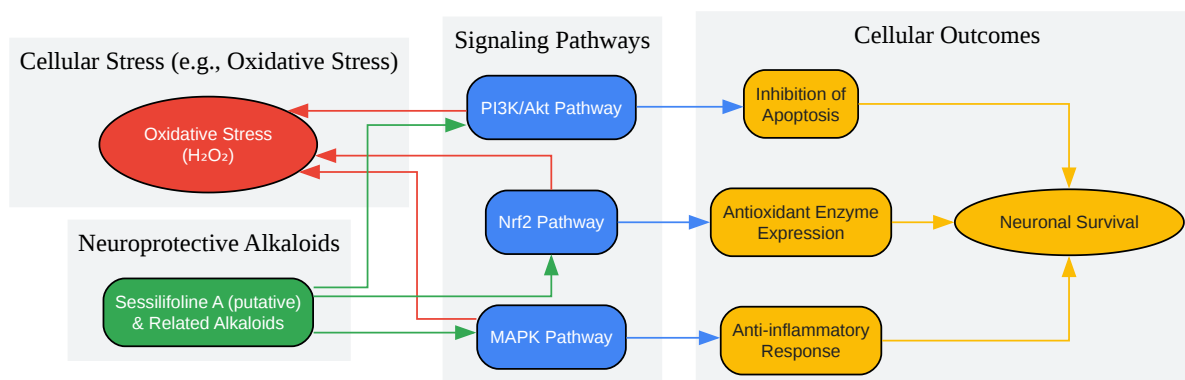 Cellular Stress (e.g., Oxidative Stress)
Oxidative Stress
(H₂O₂)
Neuroprotective Alkaloids
Sessilifoline A (putative)
& Related Alkaloids
Signaling Pathways
PI3K/Akt Pathway
Nrf2 Pathway
MAPK Pathway
Cellular Outcomes
Inhibition of
Apoptosis
Antioxidant Enzyme
Expression
Anti-inflammatory
Response
Neuronal Survival